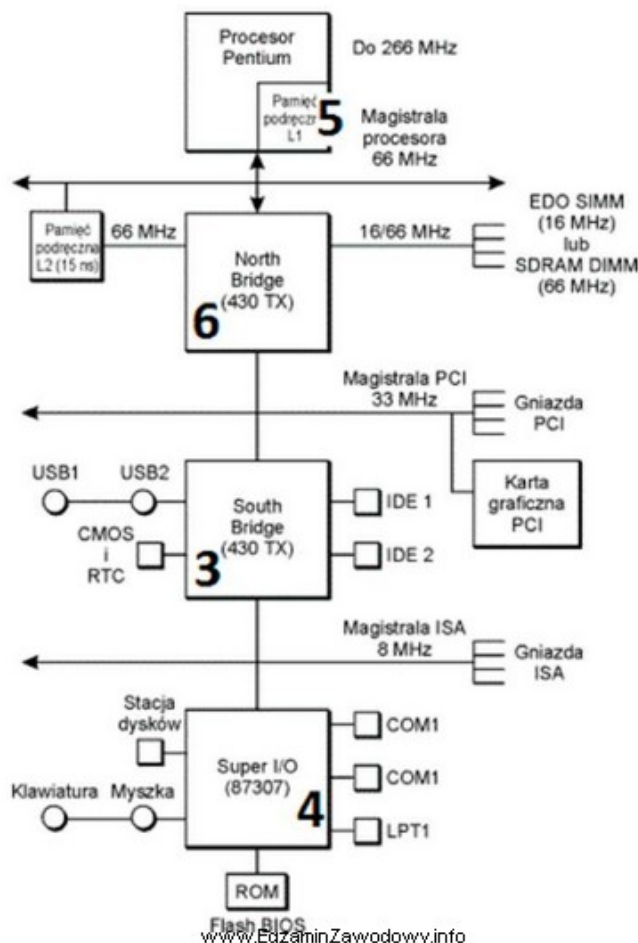 Procesor
Pentium
Do 266 MHz
Pamięć
podręczna
L1
5
Magistrala
procesora
66 MHz
Pamięć
podręczna
L2 (15 ns)
66 MHz
North
Bridge
(430 TX)
6
16/66 MHz
EDO SIMM
(16 MHz)
lub
SDRAM DIMM
(66 MHz)
Magistrala PCI
33 MHz
Gniazda
PCI
USB1
USB2
CMOS
i
RTC
South
Bridge
(430 TX)
3
IDE 1
IDE 2
Karta
graficzna
PCI
Magistrala ISA
8 MHz
Gniazda
ISA
Stacja
dysków
Klawiatura
Myszka
Super I/O
(87307)
4
COM1
COM1
LPT1
ROM
Flash BIOS
www.EgzaminZawodowy.info